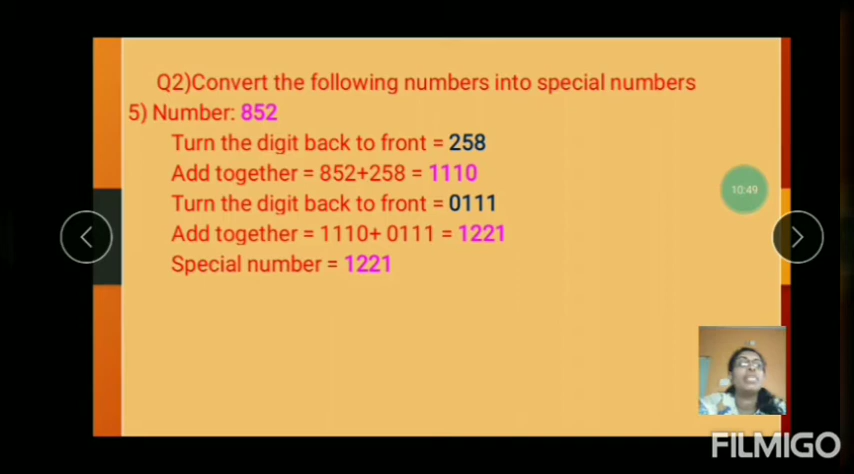 Q2)Convert the following numbers into special numbers
5) Number: 852
Turn the digit back to front = 258
Add together = 852+258 = 1110
Turn the digit back to front = 0111
Add together = 1110+ 0111 = 1221
Special number = 1221
10:49
FILMIGO